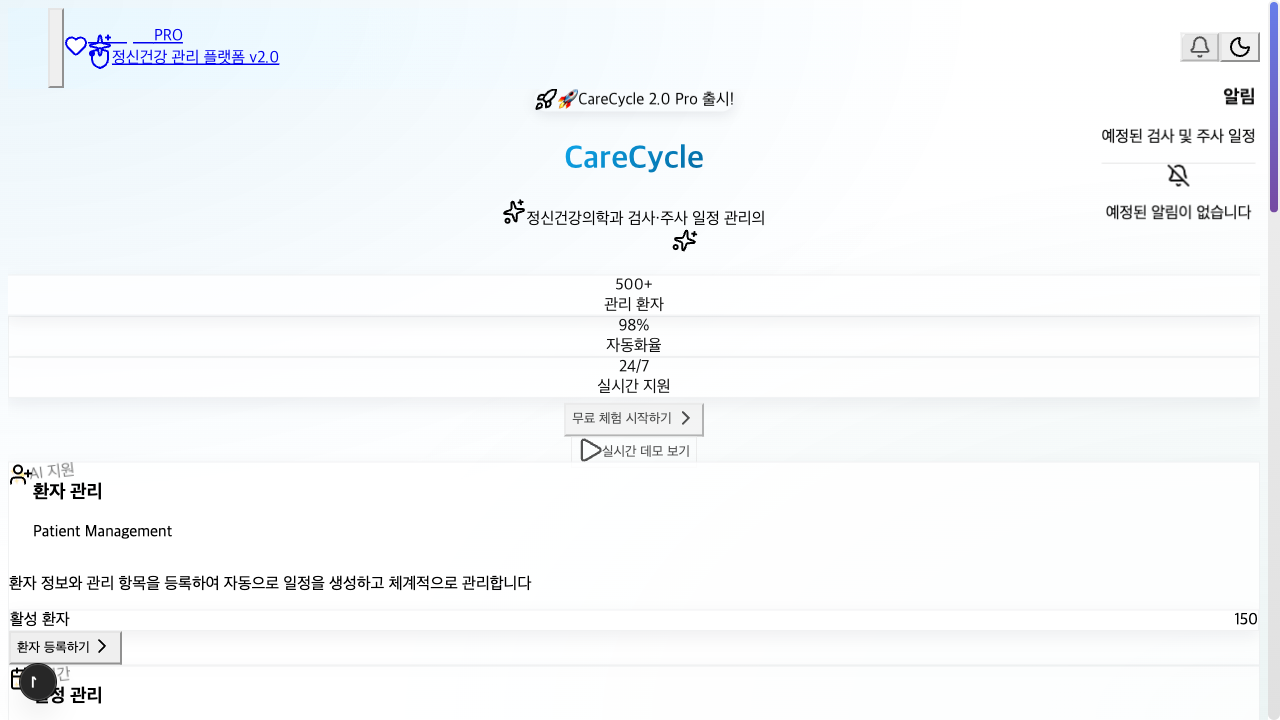 PRO
정신건강 관리 플랫폼 v2.0
🚀CareCycle 2.0 Pro 출시!
알림
예정된 검사 및 주사 일정
예정된 알림이 없습니다
CareCycle
정신건강의학과 검사·주사 일정 관리의
500+
관리 환자
98%
자동화율
24/7
실시간 지원
무료 체험 시작하기
실시간 데모 보기
AI 지원
환자 관리
Patient Management
환자 정보와 관리 항목을 등록하여 자동으로 일정을 생성하고 체계적으로 관리합니다
활성 환자 150
환자 등록하기
관리